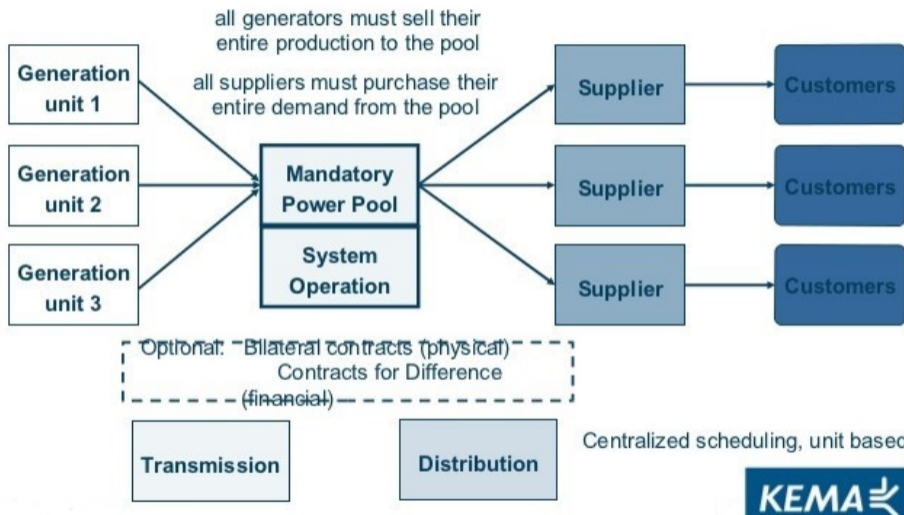 all generators must sell their
entire production to the pool
all suppliers must purchase their
entire demand from the pool
Generation
unit 1
Generation
unit 2
Generation
unit 3
Mandatory
Power Pool
System
Operation
Supplier
Supplier
Supplier
Customers
Customers
Customers
Optional: Bilateral contracts (physical)
Contracts for Difference
(financial)
Transmission
Distribution
Centralized scheduling, unit based
KEMA